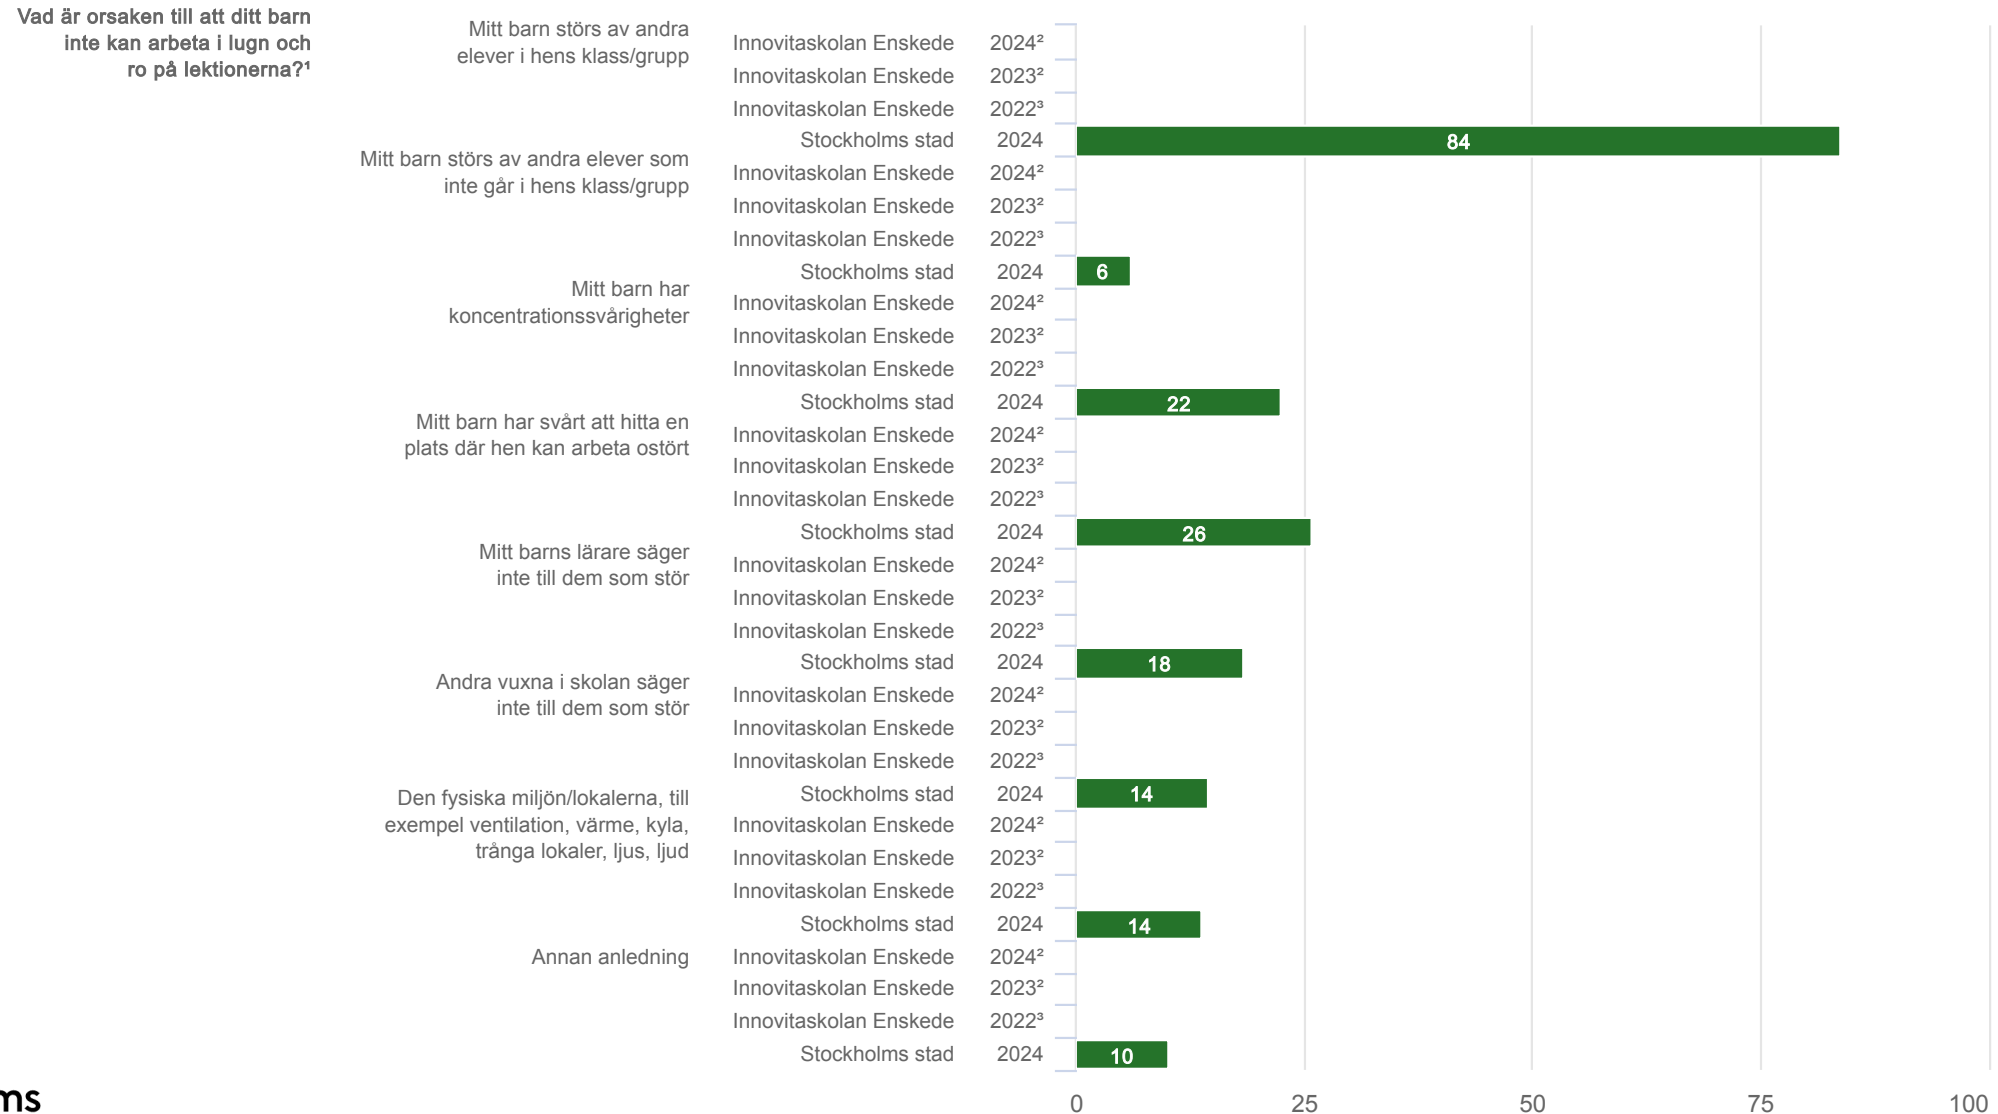 Vad är orsaken till att ditt barn
inte kan arbeta i lugn och
ro på lektionerna?¹
Mitt barn störs av andra
elever i hens klass/grupp
Innovitaskolan Enskede 2024²
Innovitaskolan Enskede 2023²
Innovitaskolan Enskede 2022³
Stockholms stad 2024 84
Mitt barn störs av andra elever som
inte går i hens klass/grupp
Innovitaskolan Enskede 2024²
Innovitaskolan Enskede 2023²
Innovitaskolan Enskede 2022³
Stockholms stad 2024 6
Mitt barn har
koncentrationssvårigheter
Innovitaskolan Enskede 2024²
Innovitaskolan Enskede 2023²
Innovitaskolan Enskede 2022³
Stockholms stad 2024 22
Mitt barn har svårt att hitta en
plats där hen kan arbeta ostört
Innovitaskolan Enskede 2024²
Innovitaskolan Enskede 2023²
Innovitaskolan Enskede 2022³
Stockholms stad 2024 26
Mitt barns lärare säger
inte till dem som stör
Innovitaskolan Enskede 2024²
Innovitaskolan Enskede 2023²
Innovitaskolan Enskede 2022³
Stockholms stad 2024 18
Andra vuxna i skolan säger
inte till dem som stör
Innovitaskolan Enskede 2024²
Innovitaskolan Enskede 2023²
Innovitaskolan Enskede 2022³
Stockholms stad 2024 14
Den fysiska miljön/lokalerna, till
exempel ventilation, värme, kyla,
trånga lokaler, ljus, ljud
Innovitaskolan Enskede 2024²
Innovitaskolan Enskede 2023²
Innovitaskolan Enskede 2022³
Stockholms stad 2024 14
Annan anledning
Innovitaskolan Enskede 2024²
Innovitaskolan Enskede 2023²
Innovitaskolan Enskede 2022³
Stockholms stad 2024 10
0 25 50 75 100
ms